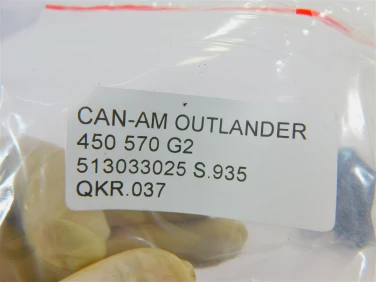 CAN-AM OUTLANDER
450 570 G2
513033025 S.935
QKR.037